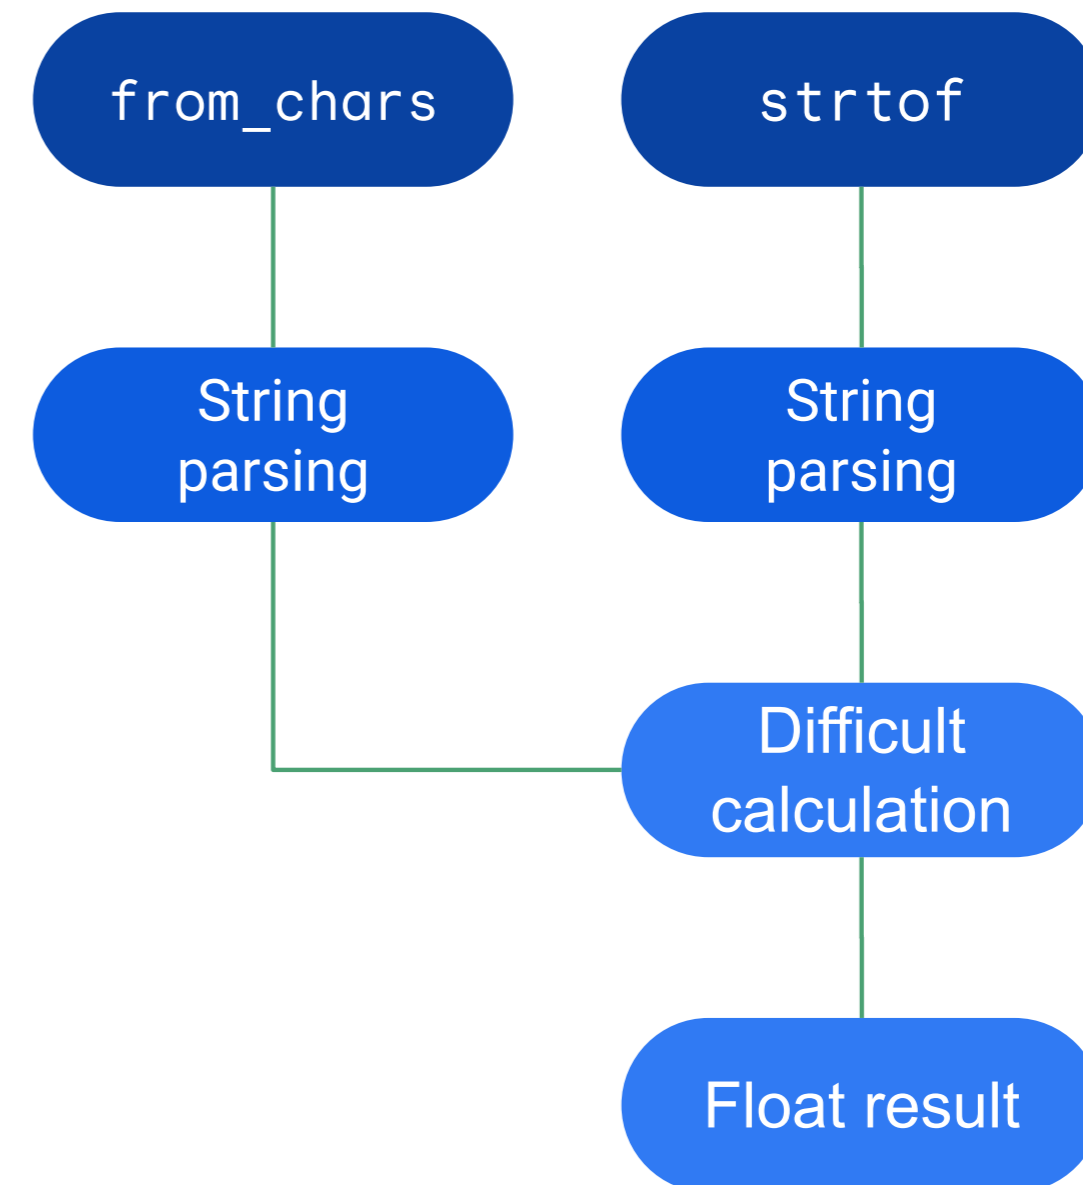 from_chars
strtof
String
parsing
String
parsing
Difficult
calculation
Float result